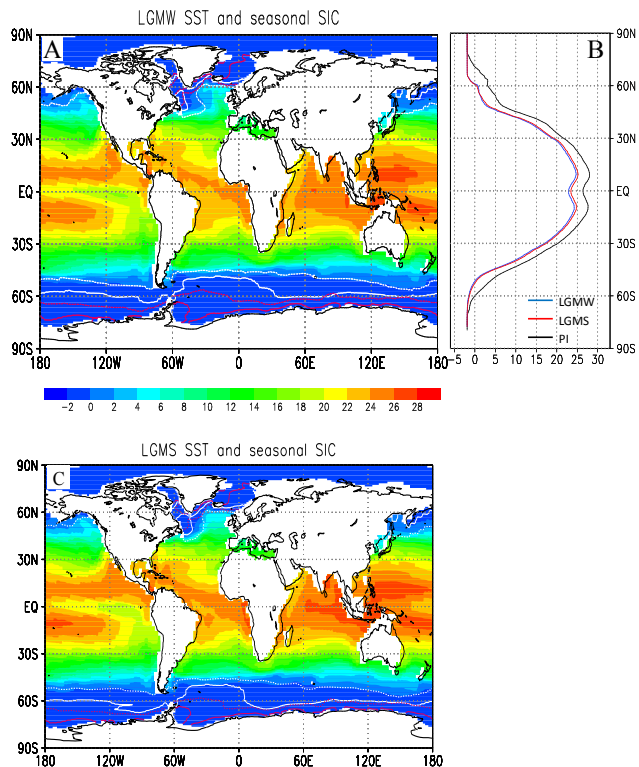 LGMW SST and seasonal SIC
90N
A
60N
30N
EQ
30S
60S
90S
180 120W 60W 0 60E 120E 180
B
90N
60N
30N
EQ
30S
60S
90S
LGMW
LGMS
PI
-5 0 5 10 15 20 25 30
-2 0 2 4 6 8 10 12 14 16 18 20 22 24 26 28
LGMS SST and seasonal SIC
90N
C
60N
30N
EQ
30S
60S
90S
180 120W 60W 0 60E 120E 180